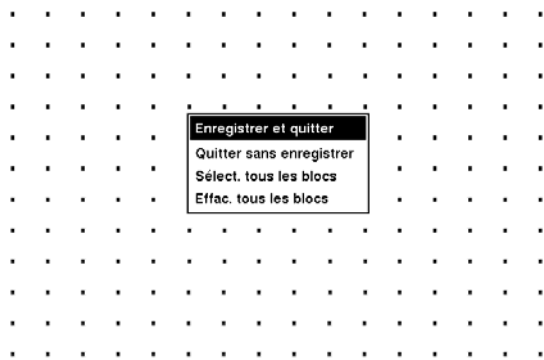 Enregistrer et quitter
Quitter sans enregistrer
Sélect. tous les blocs
Effac. tous les blocs